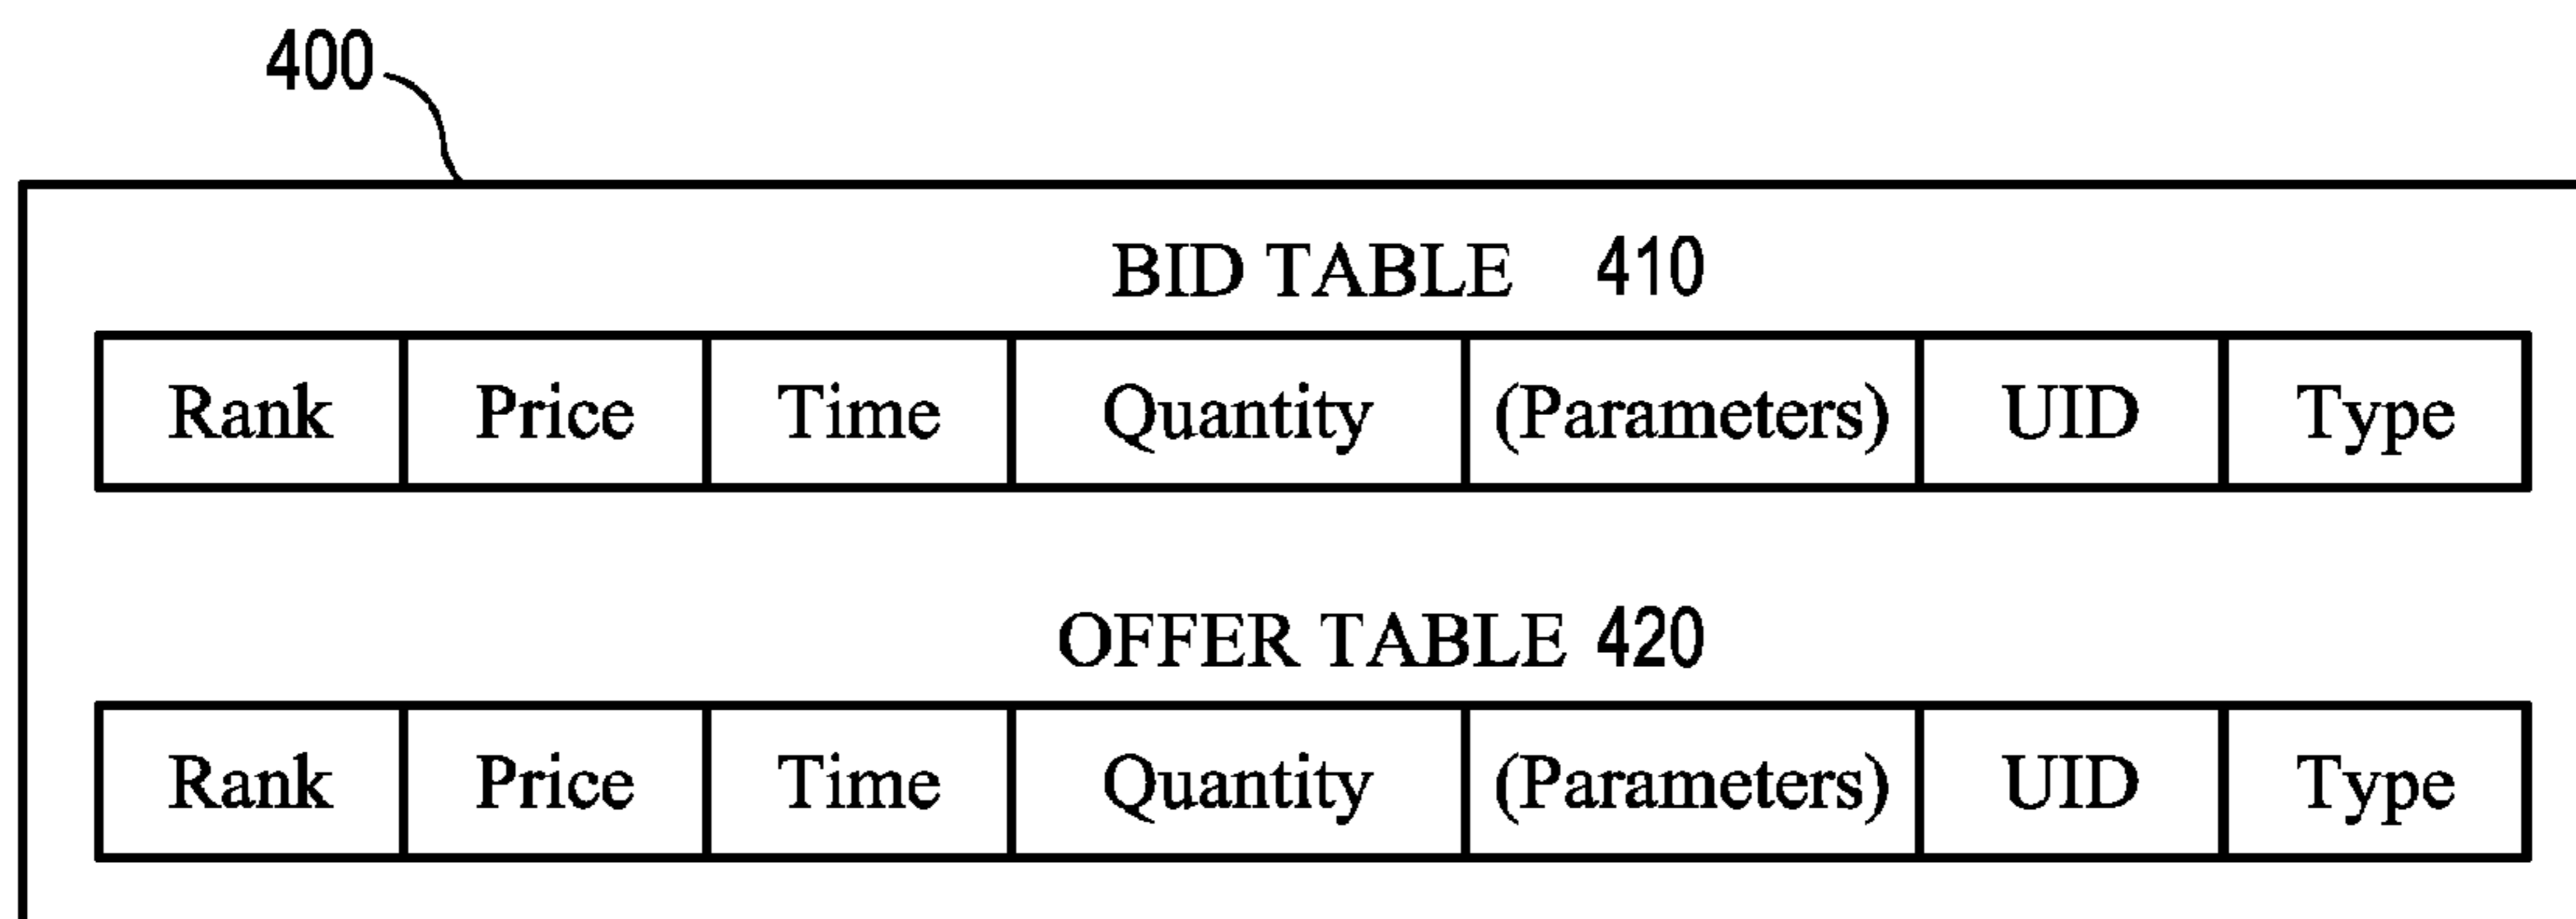 400
BID TABLE 410
Rank Price Time Quantity (Parameters) UID Type
OFFER TABLE 420
Rank Price Time Quantity (Parameters) UID Type